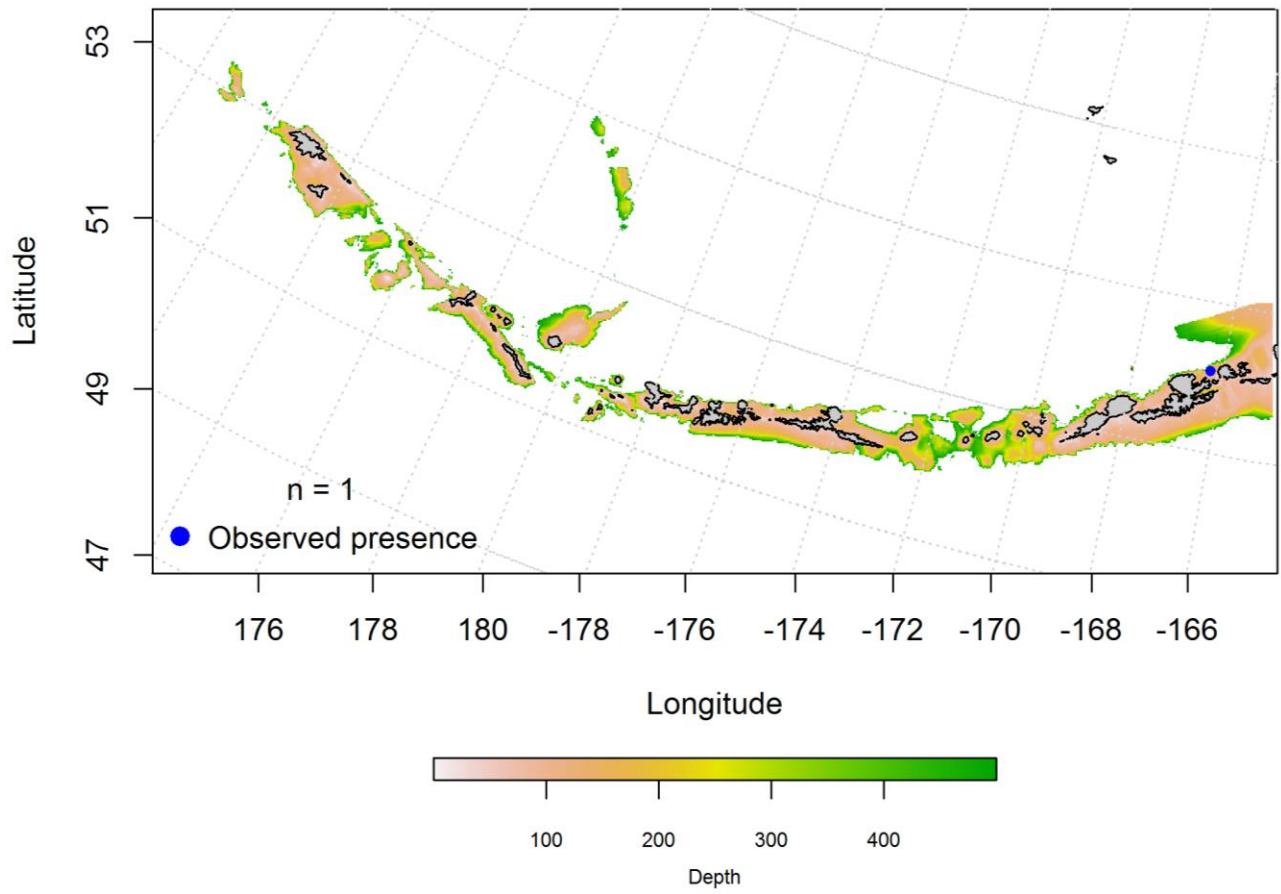 53
51
49
47
Latitude
n = 1
Observed presence
176 178 180 -178 -176 -174 -172 -170 -168 -166
Longitude
100 200 300 400
Depth